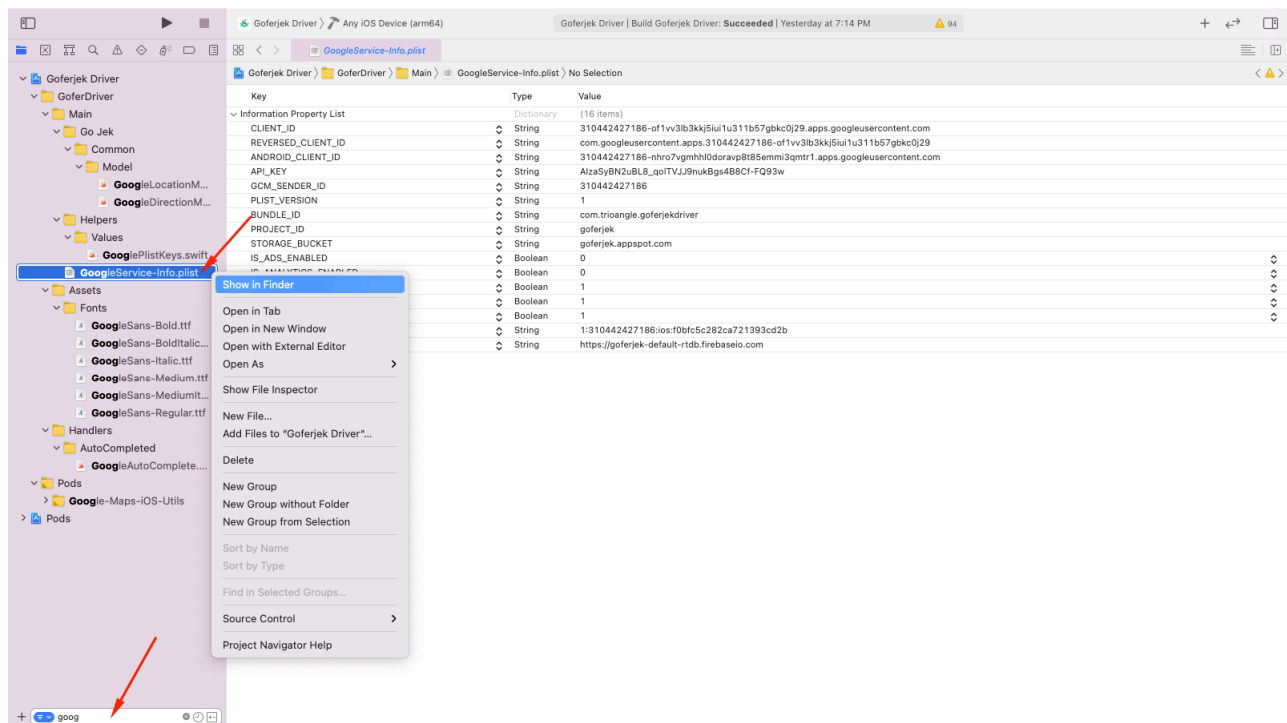 Goferjek Driver
Any iOS Device (arm64)
Goferjek Driver | Build Goferjek Driver: Succeeded | Yesterday at 7:14 PM
94
GoogleService-Info.plist
Goferjek Driver
GoferDriver
Main
GoogleService-Info.plist
No Selection
Goferjek Driver
GoferDriver
Main
Go Jek
Common
Model
GoogleLocationM...
GoogleDirectionM...
Helpers
Values
GooglePlistKeys.swift
GoogleService-Info.plist
Assets
Fonts
GoogleSans-Bold.ttf
GoogleSans-BoldItalic...
GoogleSans-Italic.ttf
GoogleSans-Medium.ttf
GoogleSans-MediumIt...
GoogleSans-Regular.ttf
Handlers
AutoCompleted
GoogleAutoComplete....
Pods
Google-Maps-iOS-Utils
Pods
goog
Key Type Value
Information Property List Dictionary (16 items)
CLIENT_ID String 310442427186-of1vv3lb3kkj5iui1u311b57gbkc0j29.apps.googleusercontent.com
REVERSED_CLIENT_ID String com.googleusercontent.apps.310442427186-of1vv3lb3kkj5iui1u311b57gbkc0j29
ANDROID_CLIENT_ID String 310442427186-nhro7vgmhhl0doravp8t85emmi3qmtr1.apps.googleusercontent.com
API_KEY String AIzaSyBN2uBL8_qolTVJJ9nukBgs4B8Cf-FQ93w
GCM_SENDER_ID String 310442427186
PLIST_VERSION String 1
BUNDLE_ID String com.trioangle.goferjekdriver
PROJECT_ID String goferjek
STORAGE_BUCKET String goferjek.appspot.com
IS_ADS_ENABLED Boolean 0
IS_ANALYTICS_ENABLED Boolean 0
Boolean 1
Boolean 1
Boolean 1
String 1:310442427186:ios:f0bfc5c282ca721393cd2b
String https://goferjek-default-rtdb.firebaseio.com
Show in Finder
Open in Tab
Open in New Window
Open with External Editor
Open As
Show File Inspector
New File...
Add Files to “Goferjek Driver”...
Delete
New Group
New Group without Folder
New Group from Selection
Sort by Name
Sort by Type
Find in Selected Groups...
Source Control
Project Navigator Help